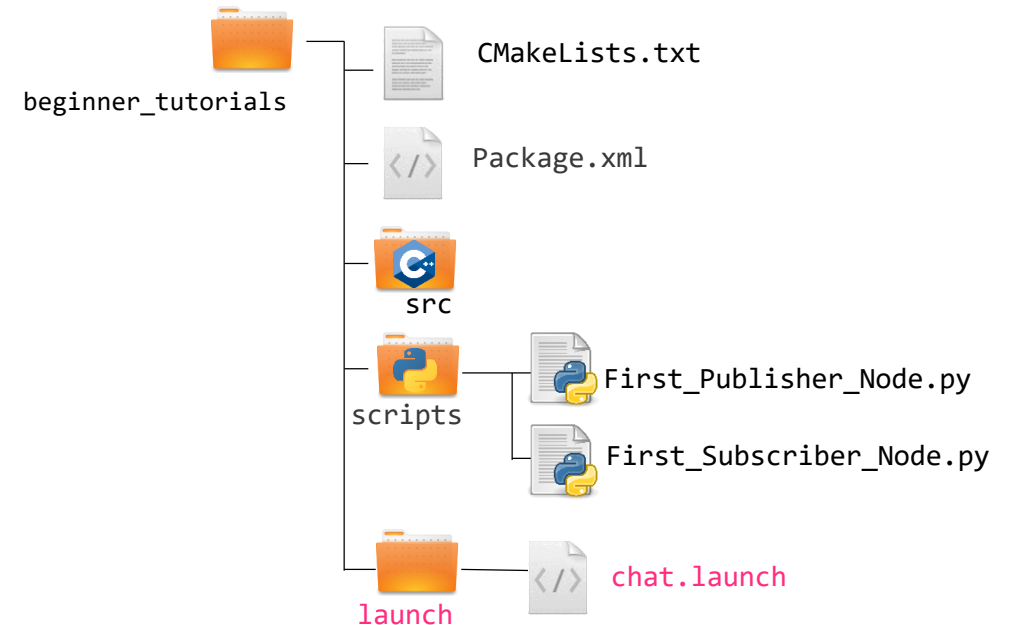 CMakeLists.txt
beginner_tutorials
Package.xml
src
scripts
First_Publisher_Node.py
First_Subscriber_Node.py
launch
chat.launch